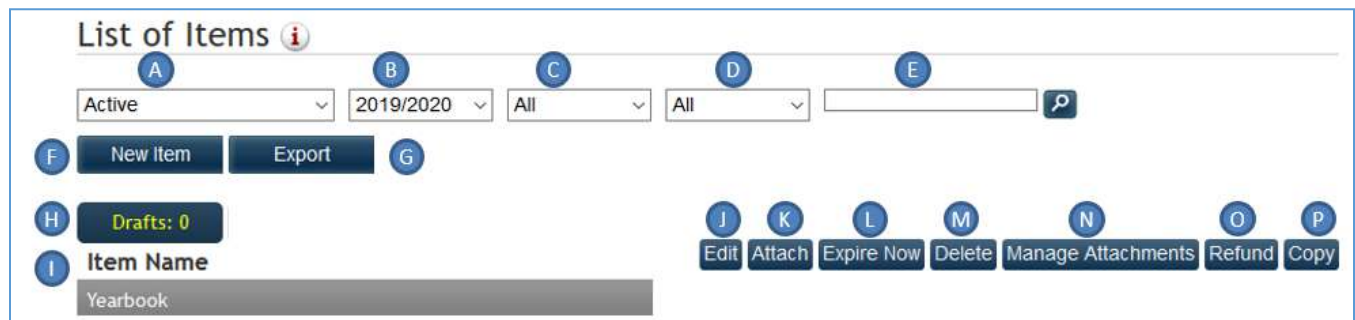 List of Items i
A B C D E
Active 2019/2020 All All
F New Item Export G
H Drafts: 0 J K L M N O P
Edit Attach Expire Now Delete Manage Attachments Refund Copy
I Item Name
Yearbook